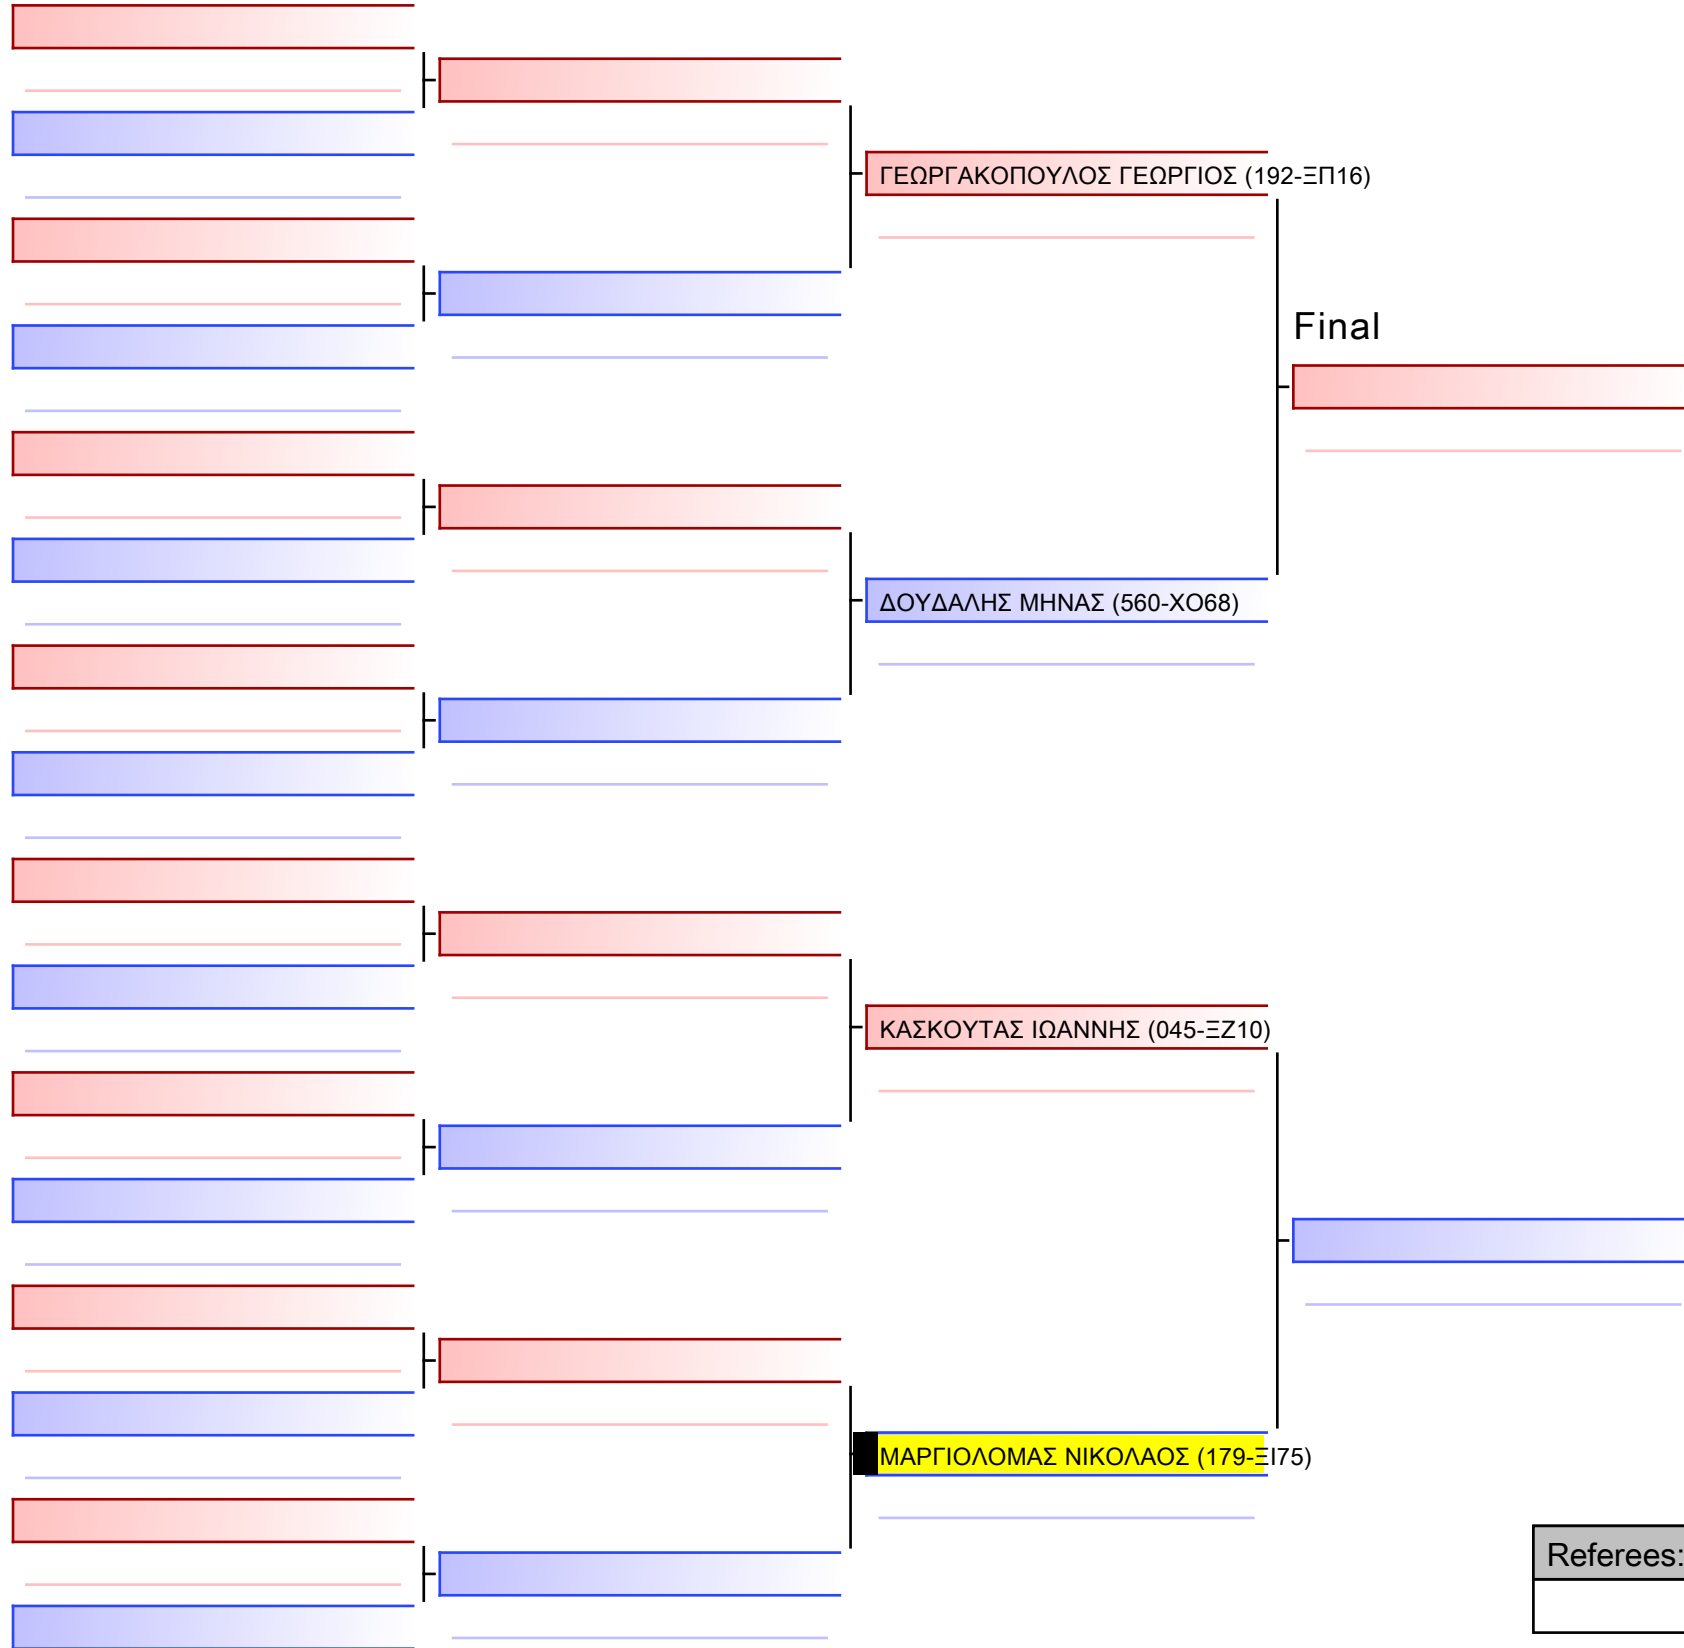 ΓΕΩΡΓΑΚΟΠΟΥΛΟΣ ΓΕΩΡΓΙΟΣ (192-ΞΠ16)
Final
ΔΟΥΔΑΛΗΣ ΜΗΝΑΣ (560-ΧΟ68)
ΚΑΣΚΟΥΤΑΣ ΙΩΑΝΝΗΣ (045-ΞΖ10)
ΜΑΡΓΙΟΛΟΜΑΣ ΝΙΚΟΛΑΟΣ (179-ΞΙ75)
Referees: